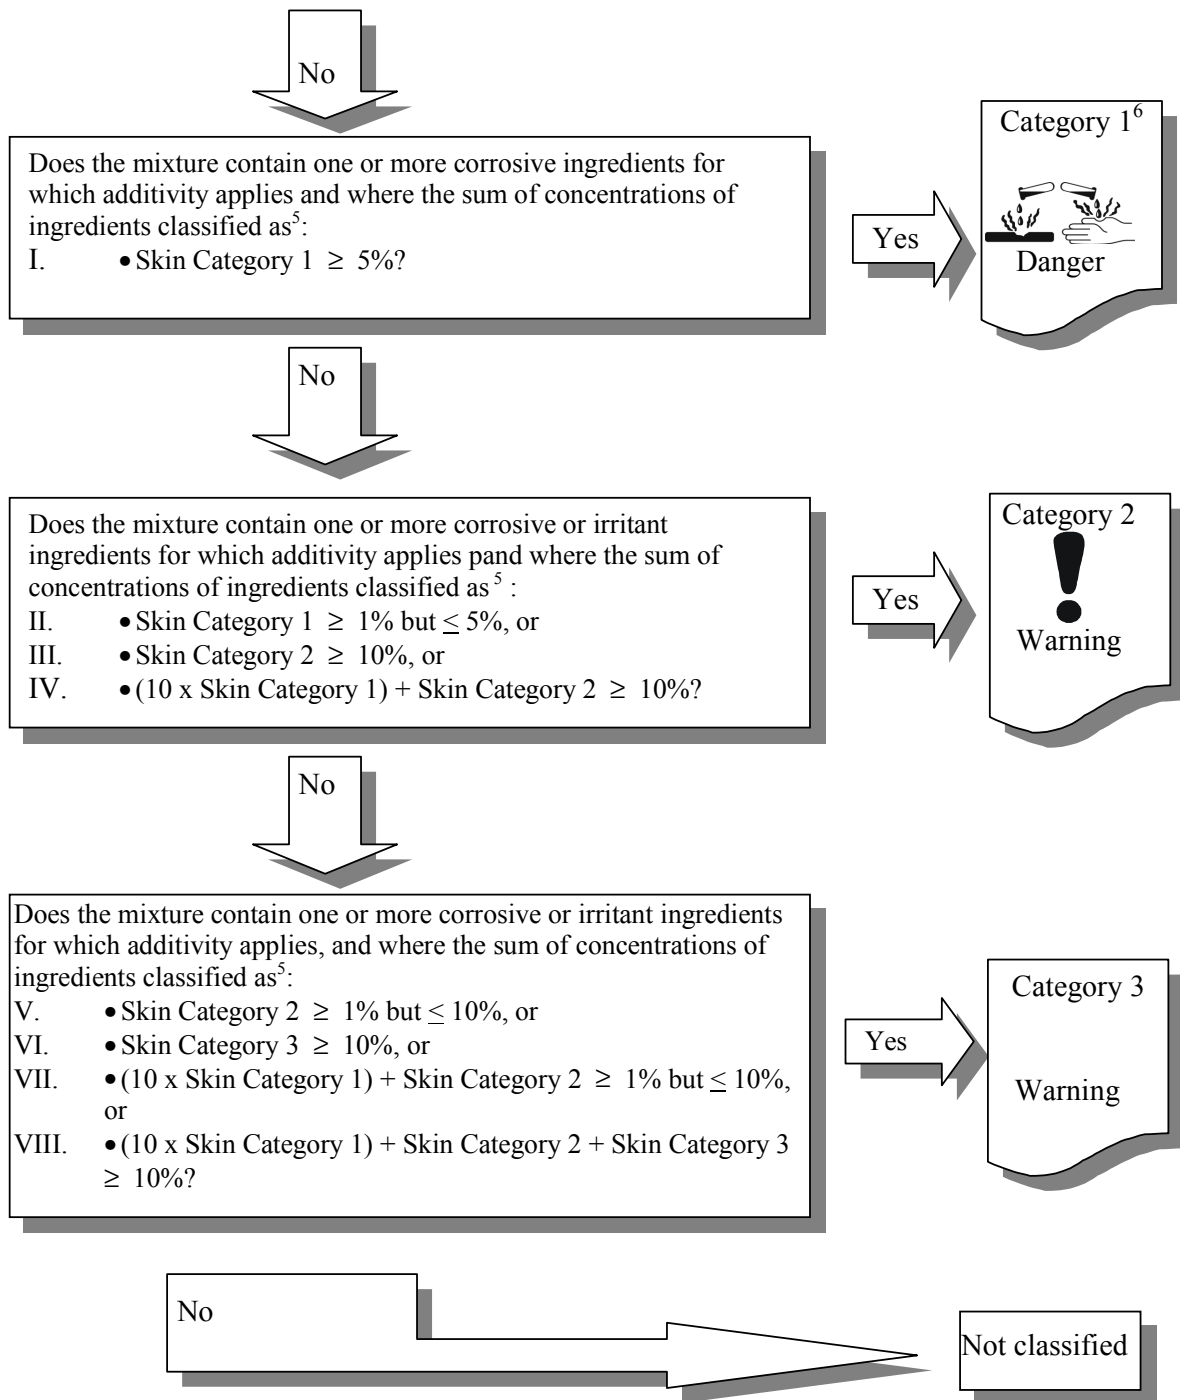 No
Does the mixture contain one or more corrosive ingredients for
which additivity applies and where the sum of concentrations of
ingredients classified as⁵:
I. • Skin Category 1 ≥ 5%?
Yes
Category 1⁶
Danger
No
Does the mixture contain one or more corrosive or irritant
ingredients for which additivity applies pand where the sum of
concentrations of ingredients classified as ⁵ :
II. • Skin Category 1 ≥ 1% but ≤ 5%, or
III. • Skin Category 2 ≥ 10%, or
IV. • (10 x Skin Category 1) + Skin Category 2 ≥ 10%?
Yes
Category 2
Warning
No
Does the mixture contain one or more corrosive or irritant ingredients
for which additivity applies, and where the sum of concentrations of
ingredients classified as⁵:
V. • Skin Category 2 ≥ 1% but ≤ 10%, or
VI. • Skin Category 3 ≥ 10%, or
VII. • (10 x Skin Category 1) + Skin Category 2 ≥ 1% but ≤ 10%,
or
VIII. • (10 x Skin Category 1) + Skin Category 2 + Skin Category 3
≥ 10%?
Yes
Category 3
Warning
No
Not classified